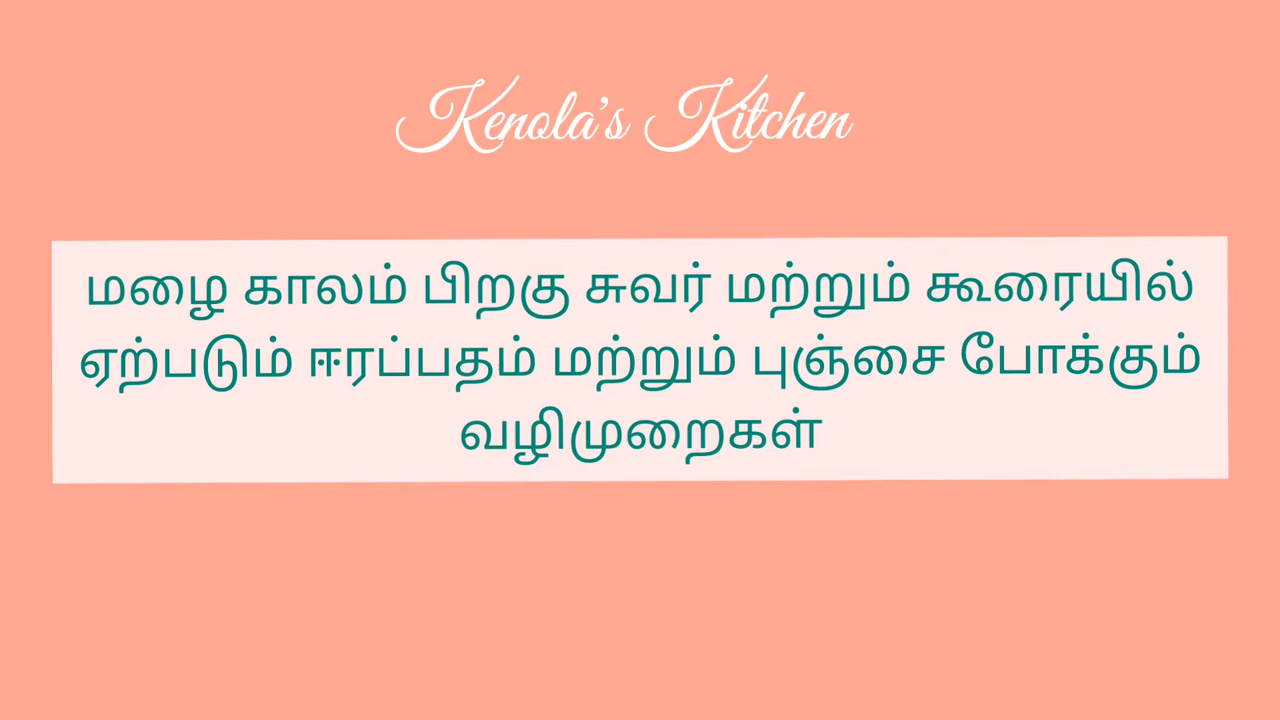 Kenola's Kitchen
மழை காலம் பிறகு சுவர் மற்றும் கூரையில்
ஏற்படும் ஈரப்பதம் மற்றும் புஞ்சை போக்கும்
வழிமுறைகள்